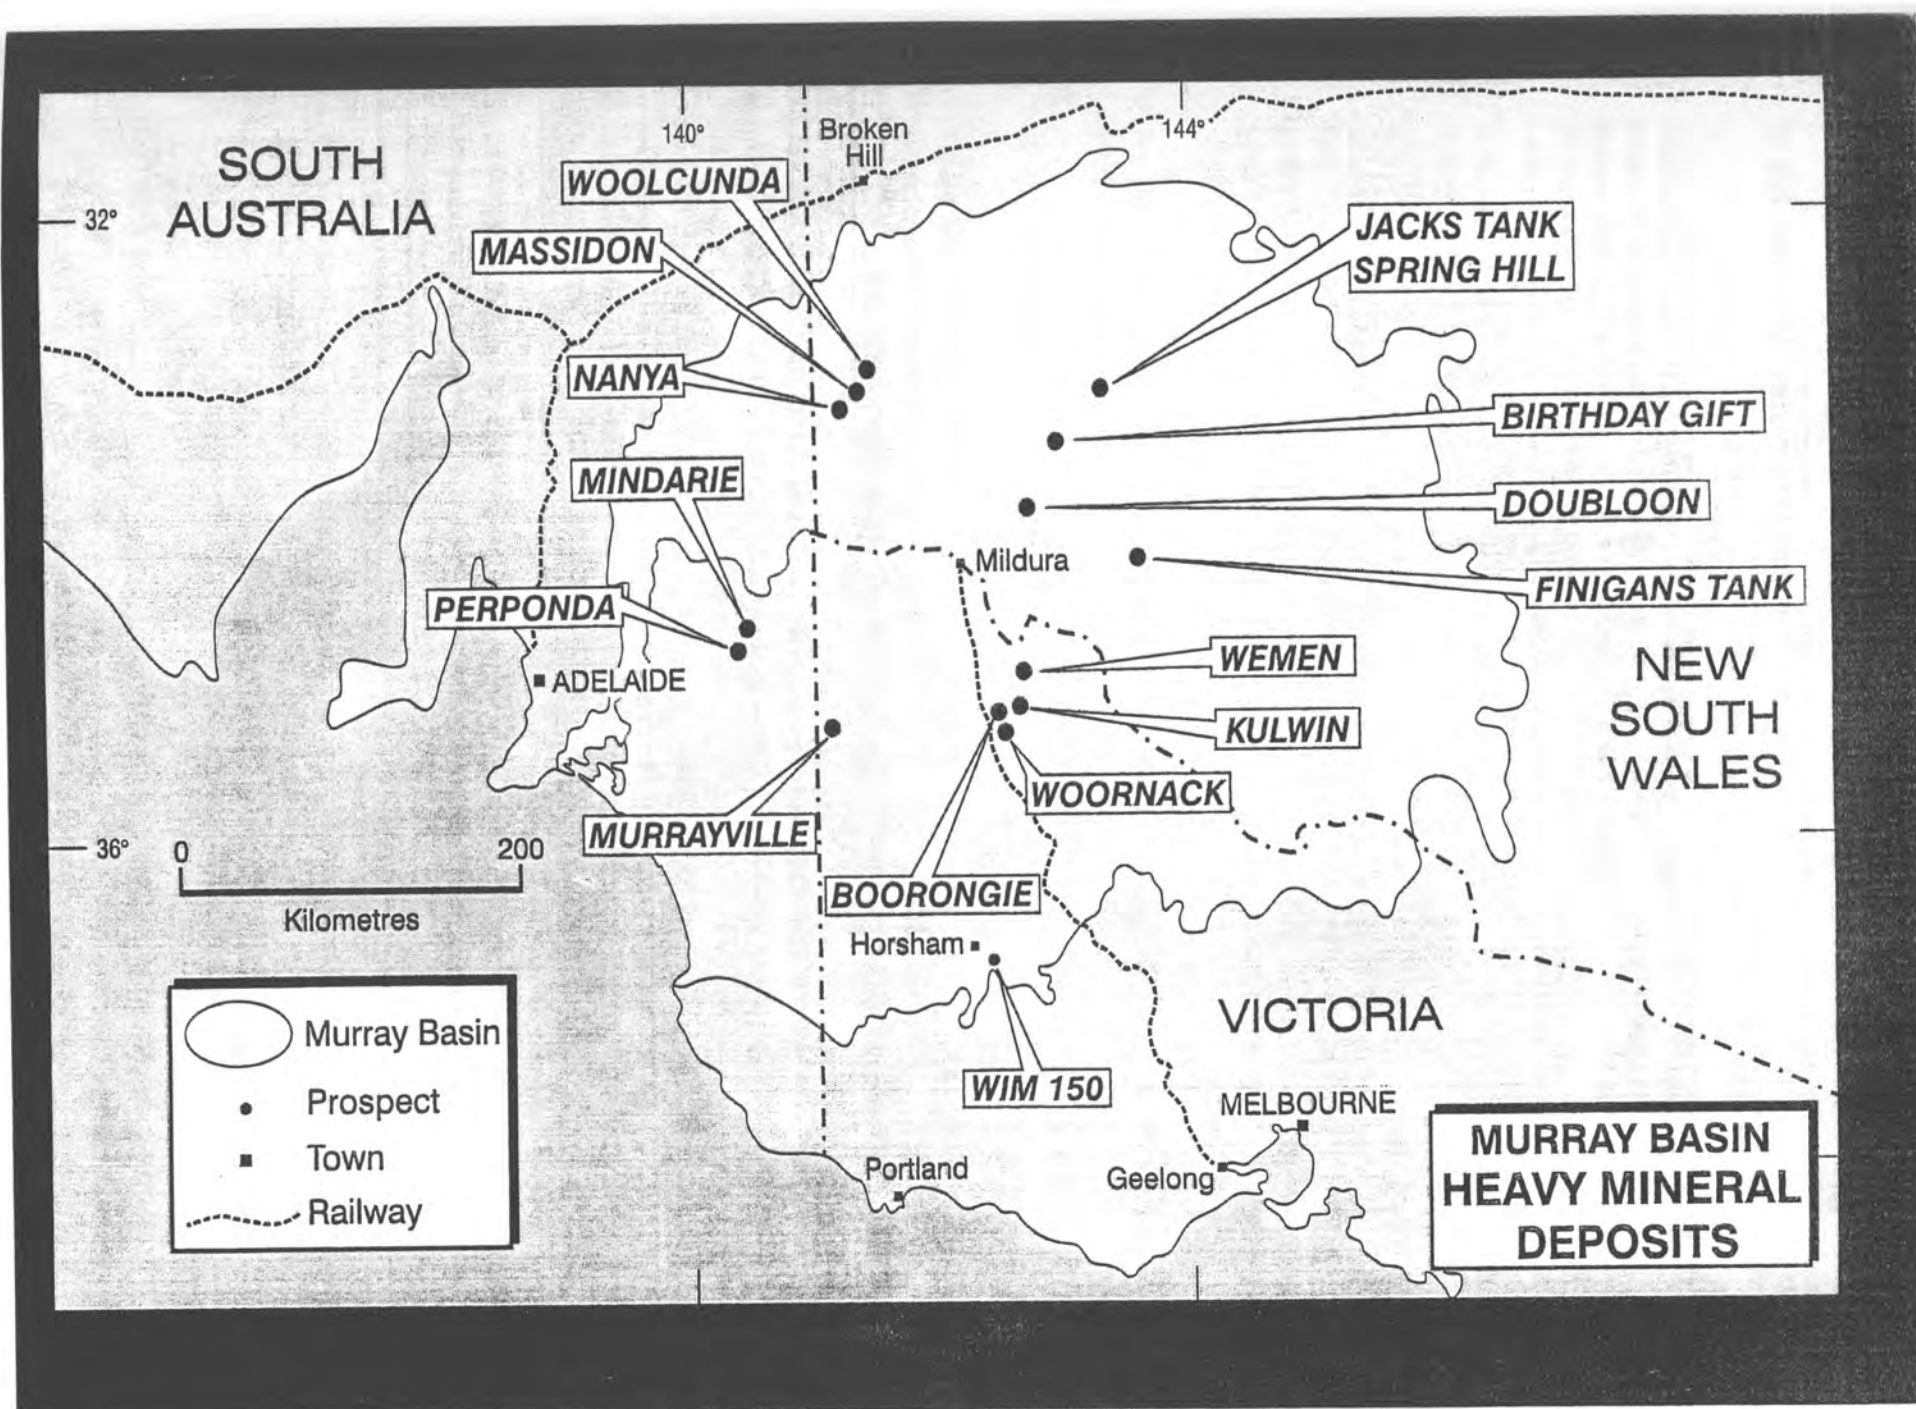 140°
144°
Broken
Hill
SOUTH
AUSTRALIA
32°
WOOLCUNDA
MASSIDON
JACKS TANK
SPRING HILL
NANYA
BIRTHDAY GIFT
MINDARIE
DOUBLOON
Mildura
FINIGANS TANK
PERPONDA
ADELAIDE
WEMEN
NEW
SOUTH
WALES
KULWIN
WOORNACK
MURRAYVILLE
36°
0
200
Kilometres
BOORONGIE
Horsham
VICTORIA
WIM 150
MELBOURNE
Portland
Geelong
Murray Basin
Prospect
Town
Railway
MURRAY BASIN
HEAVY MINERAL
DEPOSITS